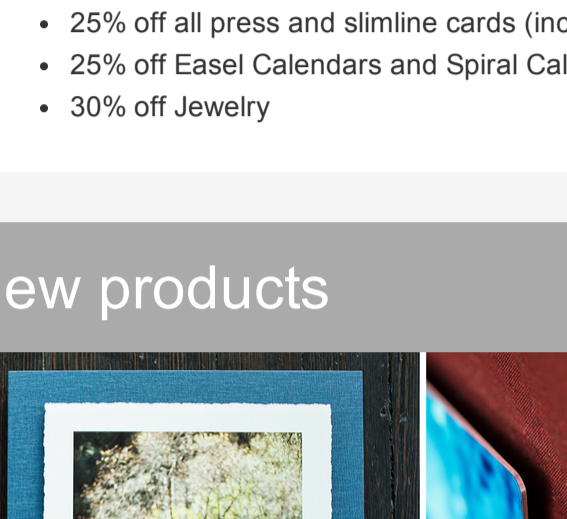 25% off all press and slimline cards (inc
25% off Easel Calendars and Spiral Cal
30% off Jewelry
ew products